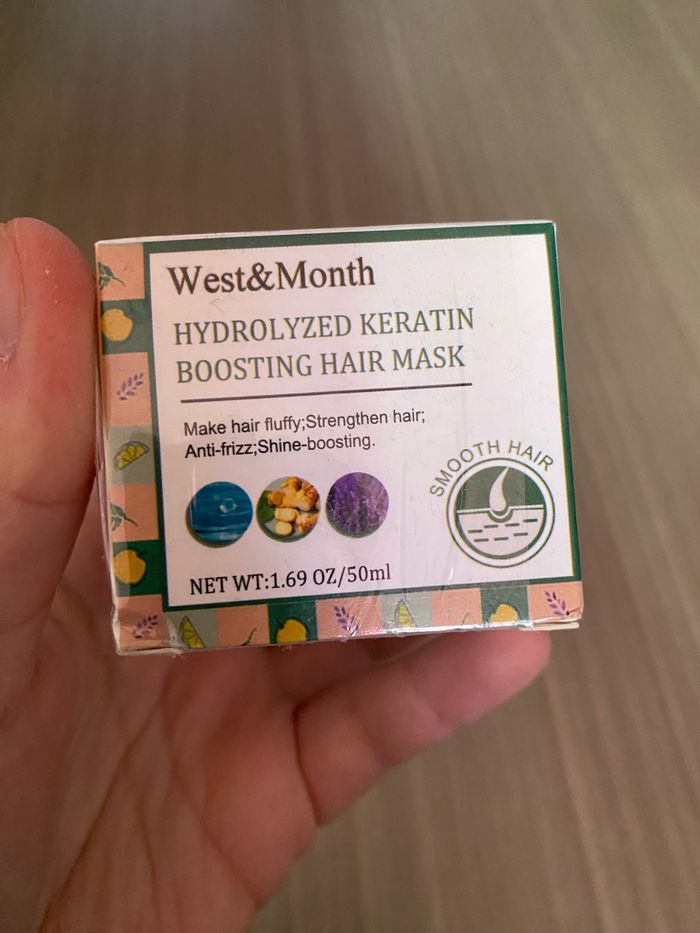 West&Month
HYDROLYZED KERATIN
BOOSTING HAIR MASK
Make hair fluffy;Strengthen hair;
Anti-frizz;Shine-boosting.
SMOOTH HAIR
NET WT:1.69 OZ/50ml